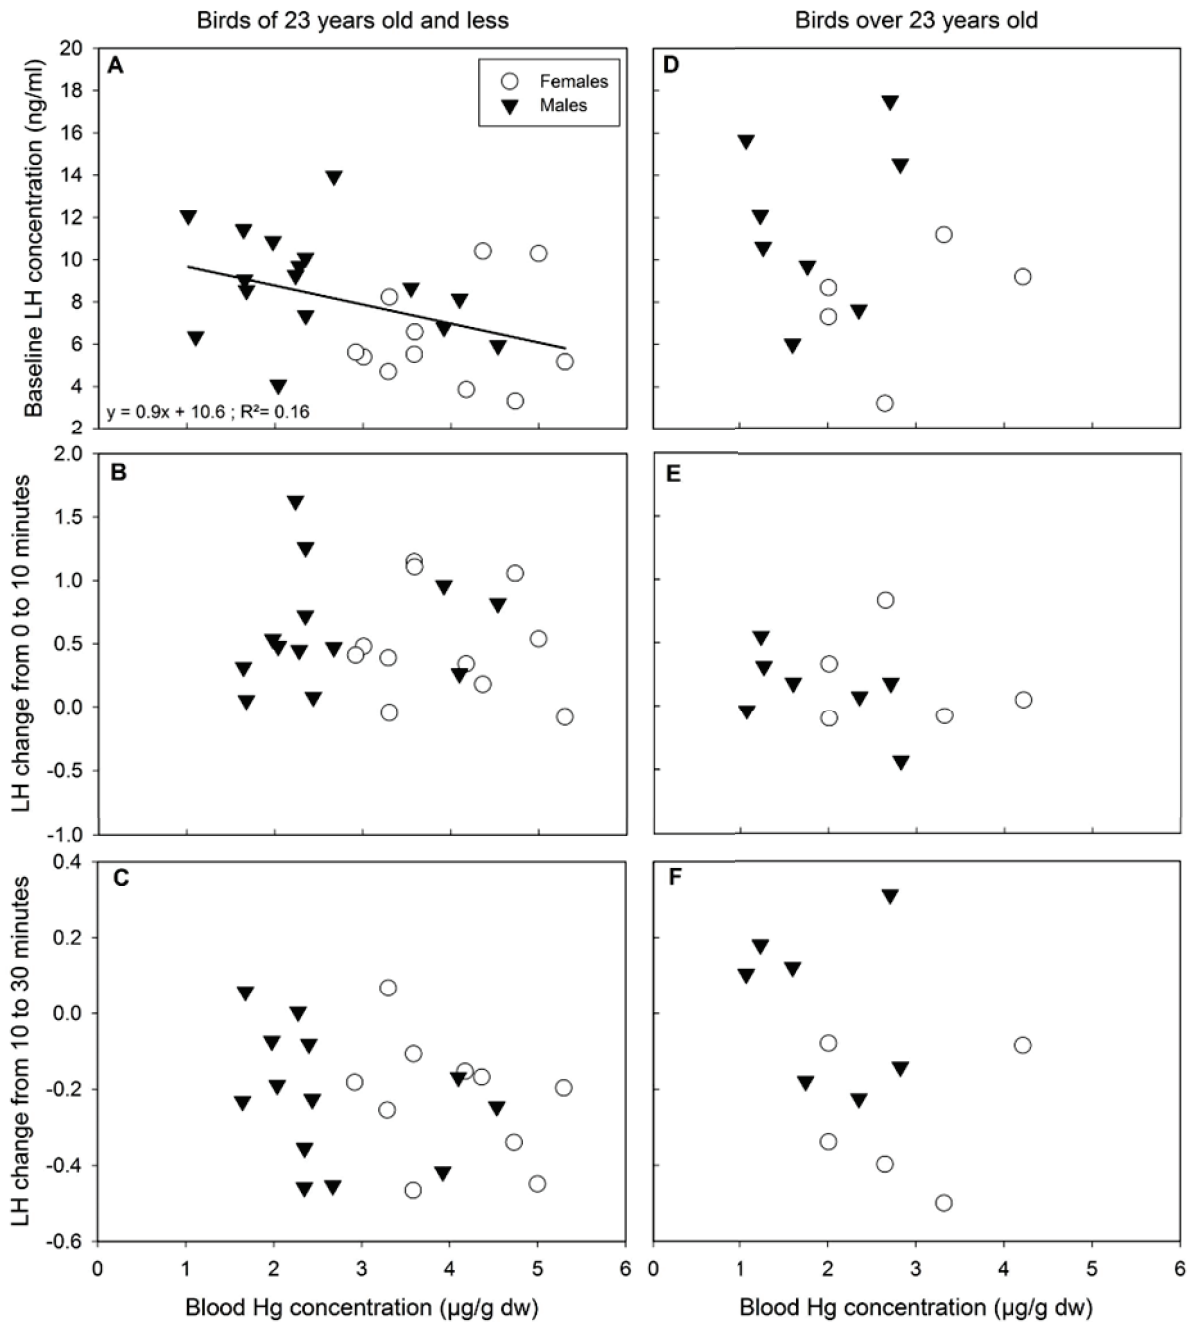 Birds of 23 years old and less
Birds over 23 years old
Baseline LH concentration (ng/ml)
20
18
16
14
12
10
8
6
4
2
A
Females
Males
y = 0.9x + 10.6 ; R²= 0.16
D
LH change from 0 to 10 minutes
2.0
1.5
1.0
0.5
0.0
-0.5
-1.0
B
E
LH change from 10 to 30 minutes
0.4
0.2
0.0
-0.2
-0.4
-0.6
C
F
0 1 2 3 4 5 6
0 1 2 3 4 5 6
Blood Hg concentration (μg/g dw)
Blood Hg concentration (μg/g dw)